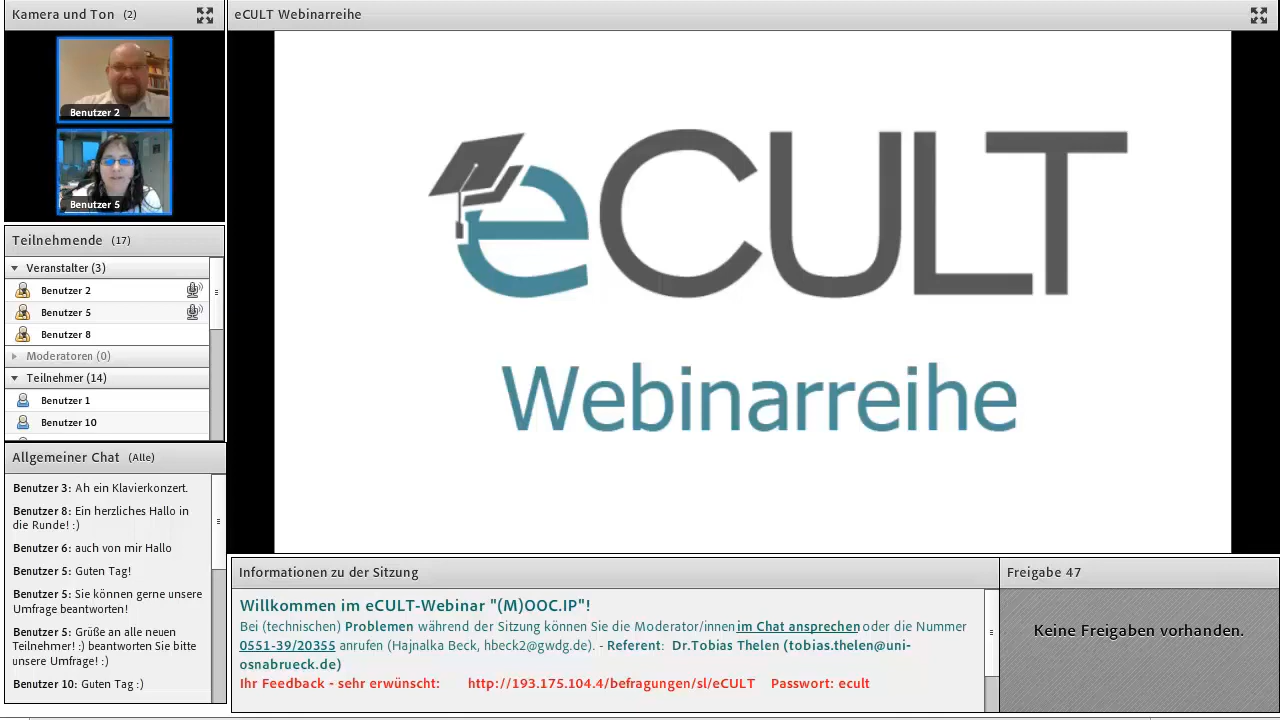 Kamera und Ton (2)
Benutzer 2
Benutzer 5
Teilnehmende (17)
Veranstalter (3)
Benutzer 2
Benutzer 5
Benutzer 8
Moderatoren (0)
Teilnehmer (14)
Benutzer 1
Benutzer 10
Allgemeiner Chat (Alle)
Benutzer 3: Ah ein Klavierkonzert.
Benutzer 8: Ein herzliches Hallo in
die Runde! :)
Benutzer 6: auch von mir Hallo
Benutzer 5: Guten Tag!
Benutzer 5: Sie können gerne unsere
Umfrage beantworten!
Benutzer 5: Grüße an alle neuen
Teilnehmer! :) beantworten Sie bitte
unsere Umfrage! :)
Benutzer 10: Guten Tag :)
eCULT Webinarreihe
eCULT
Webinarreihe
Informationen zu der Sitzung
Willkommen im eCULT-Webinar "(M)OOC.IP"!
Bei (technischen) Problemen während der Sitzung können Sie die Moderator/innen im Chat ansprechen oder die Nummer
0551-39/20355 anrufen (Hajnalka Beck, hbeck2@gwdg.de). - Referent: Dr.Tobias Thelen (tobias.thelen@uni-
osnabrueck.de)
Ihr Feedback - sehr erwünscht: http://193.175.104.4/befragungen/sl/eCULT Passwort: ecult
Freigabe 47
Keine Freigaben vorhanden.